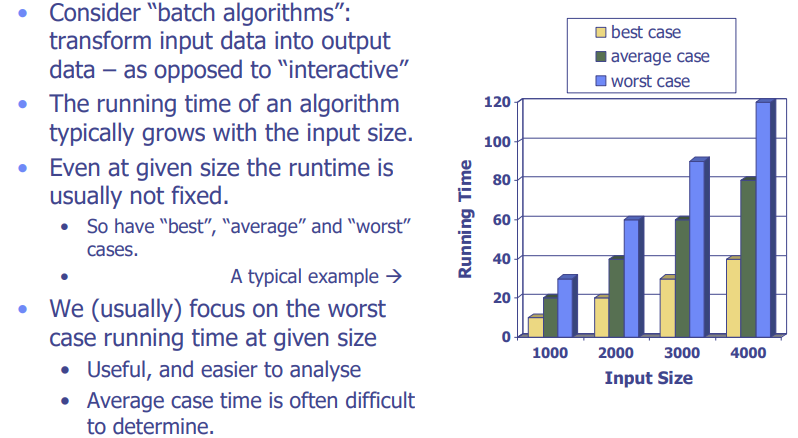 • Consider “batch algorithms”:
transform input data into output
data – as opposed to “interactive”
• The running time of an algorithm
typically grows with the input size.
• Even at given size the runtime is
usually not fixed.
• So have “best”, “average” and “worst”
cases.
• A typical example →
• We (usually) focus on the worst
case running time at given size
• Useful, and easier to analyse
• Average case time is often difficult
to determine.
best case
average case
worst case
120
100
80
60
40
20
0
Running Time
1000 2000 3000 4000
Input Size